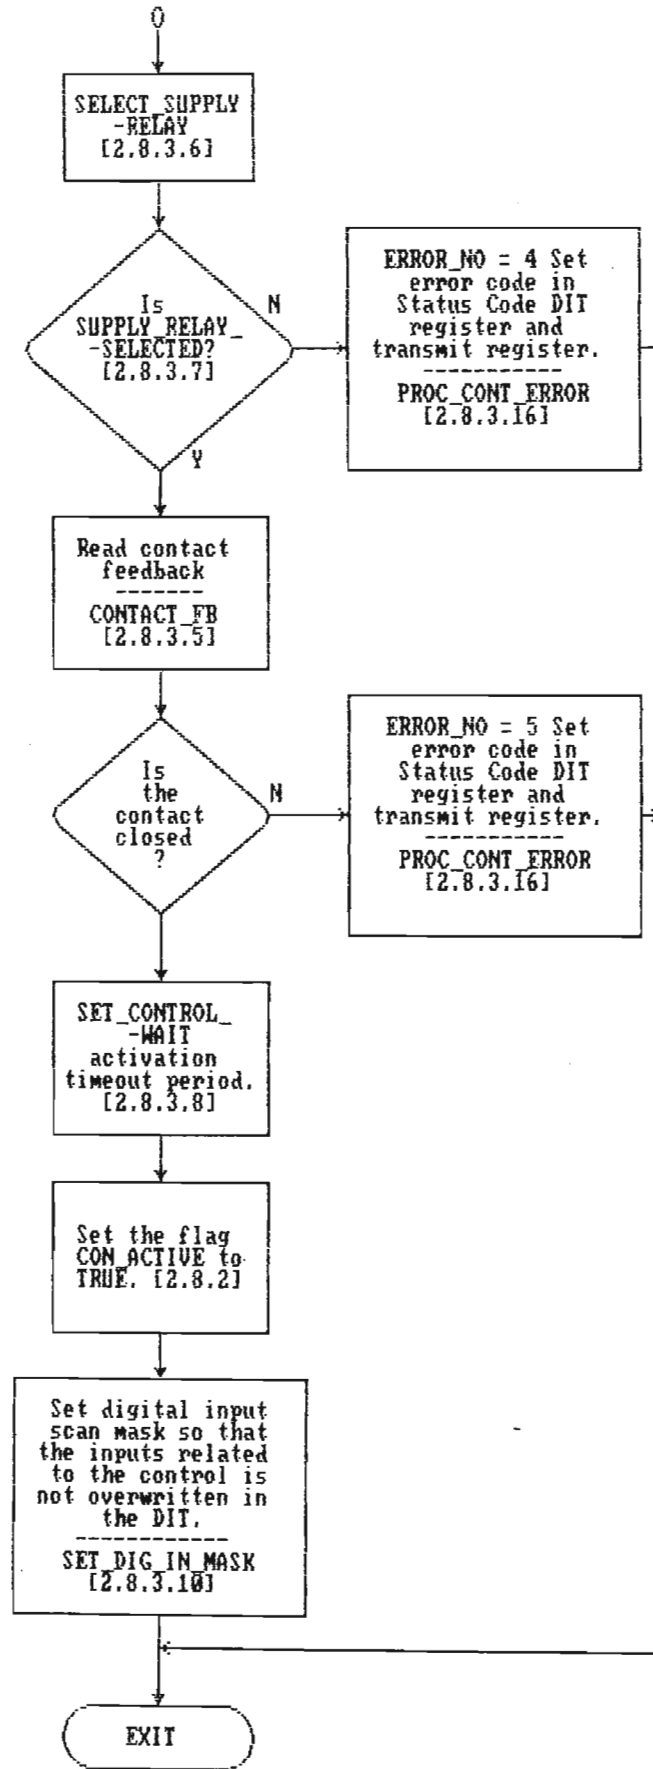 O
SELECT_SUPPLY
-RELAY
[2.8.3.6]
Is
SUPPLY_RELAY_
-SELECTED?
[2.8.3.7]
N
Y
ERROR_NO = 4 Set
error code in
Status Code DIT
register and
transmit register.
-----------
PROC_CONT_ERROR
[2.8.3.16]
Read contact
feedback
-------
CONTACT_FB
[2.8.3.5]
Is
the
contact
closed
?
N
ERROR_NO = 5 Set
error code in
Status Code DIT
register and
transmit register.
-----------
PROC_CONT_ERROR
[2.8.3.16]
SET_CONTROL_
-WAIT
activation
timeout period.
[2.8.3.8]
Set the flag
CON_ACTIVE to
TRUE. [2.8.2]
Set digital input
scan mask so that
the inputs related
to the control is
not overwritten in
the DIT.
------------
SET_DIG_IN_MASK
[2.8.3.10]
EXIT